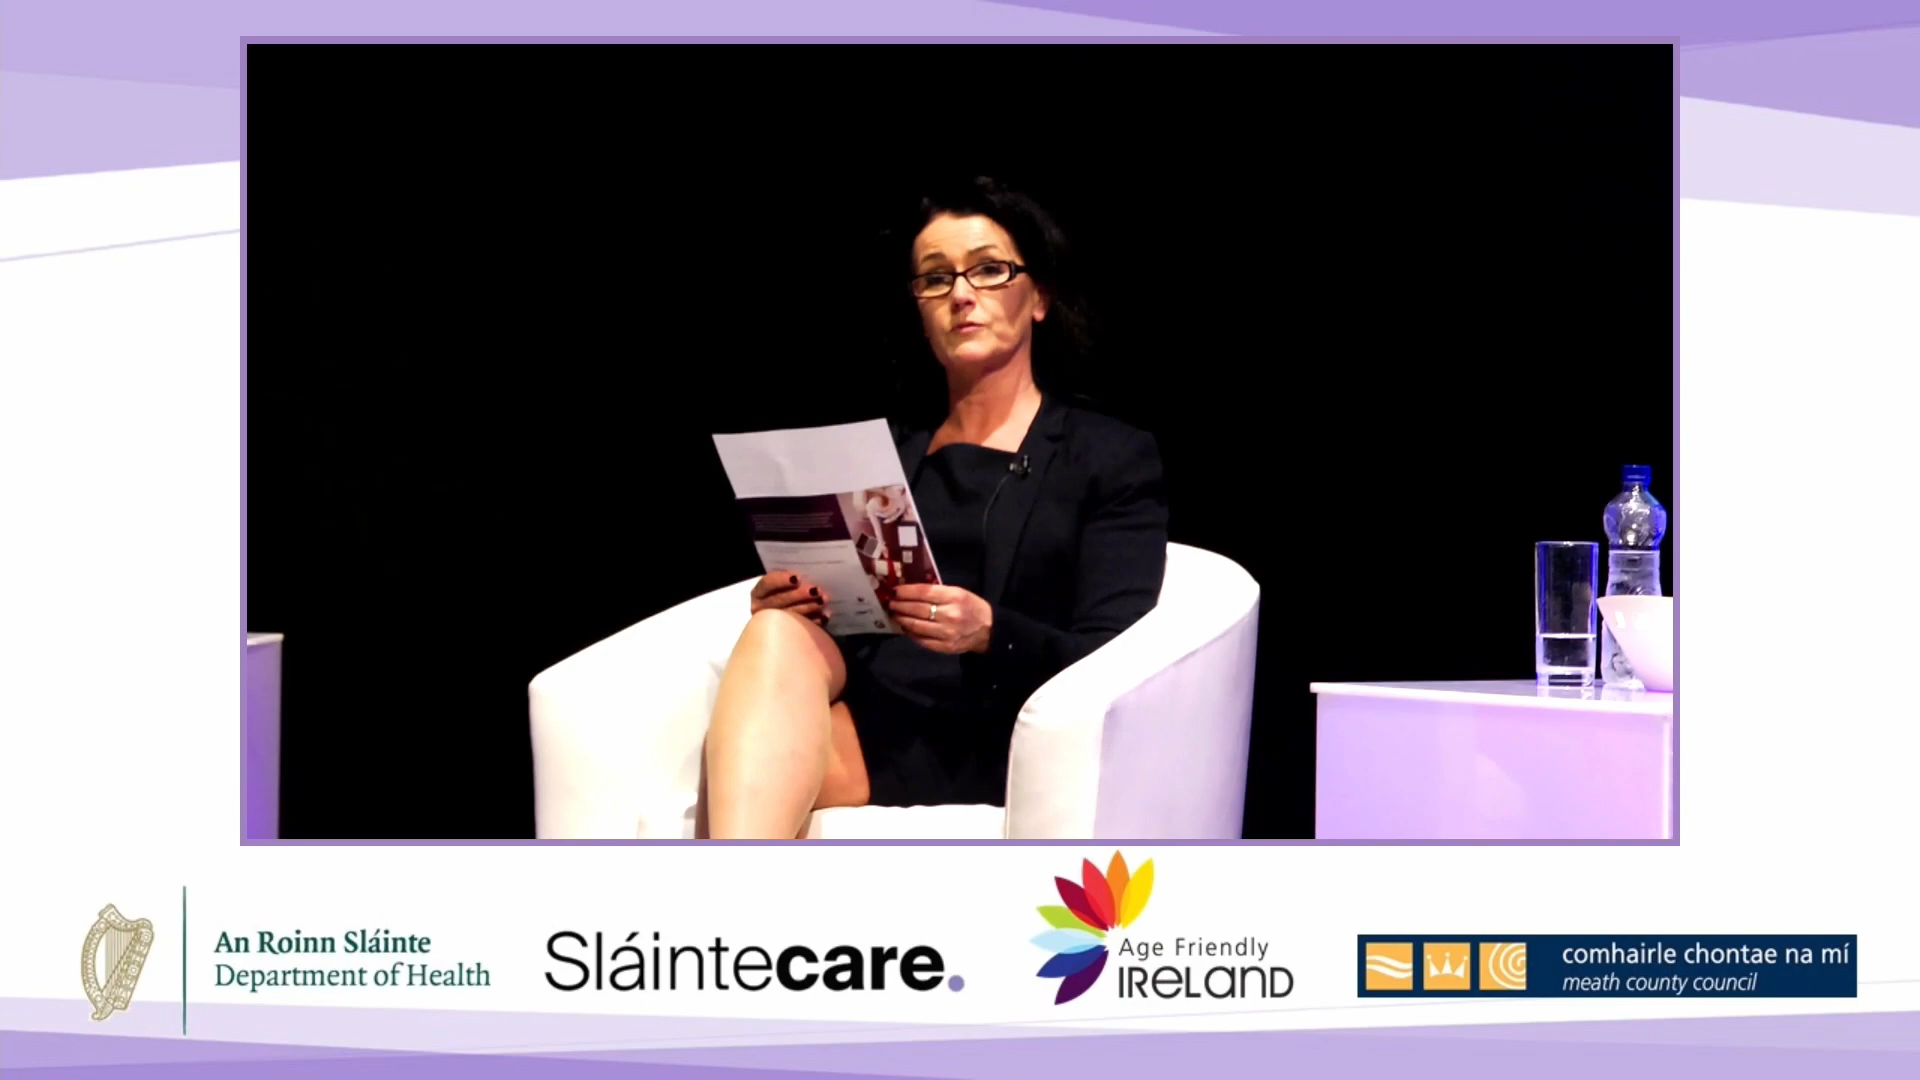 An Roinn Sláinte
Department of Health
Sláintecare.
Age Friendly
IRELAND
comhairle chontae na mí
meath county council